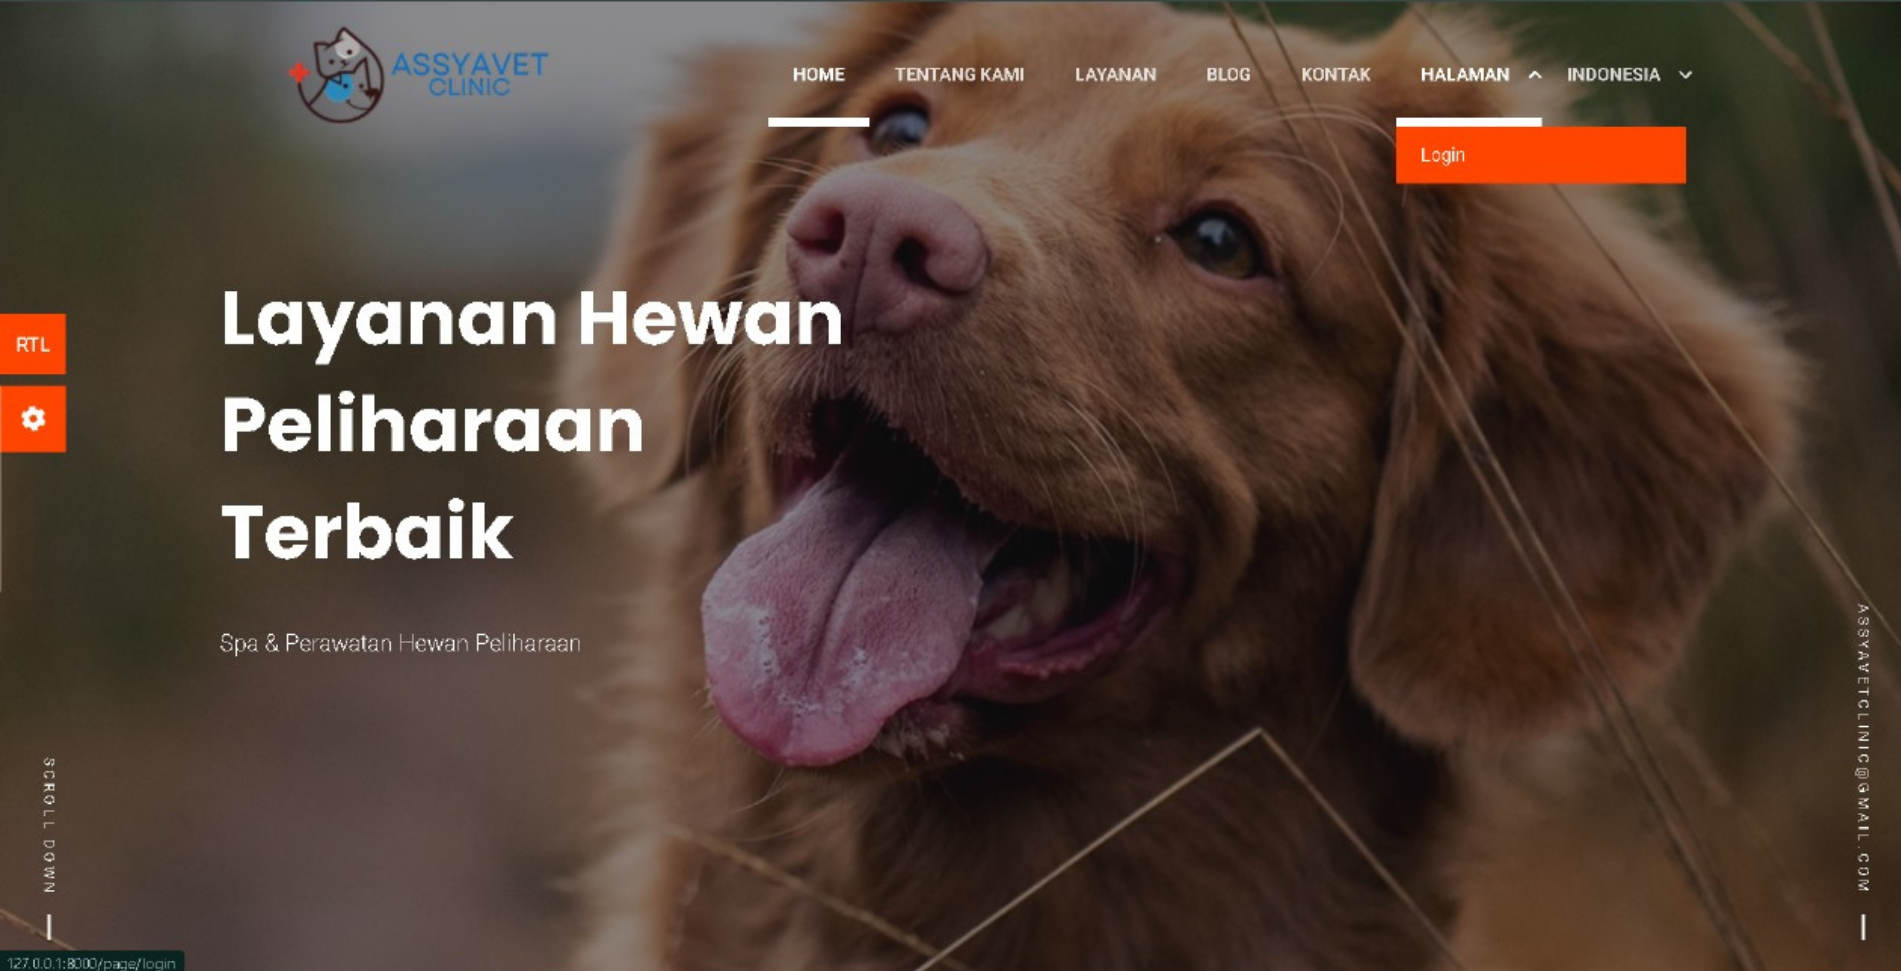 ASSYAVET
CLINIC
HOME TENTANG KAMI LAYANAN BLOG KONTAK HALAMAN INDONESIA
Login
RTL
Layanan Hewan
Peliharaan
Terbaik
Spa & Perawatan Hewan Peliharaan
SCROLL DOWN
ASSYAVETCLINIC@GMAIL.COM
127.0.0.1:8000/page/login